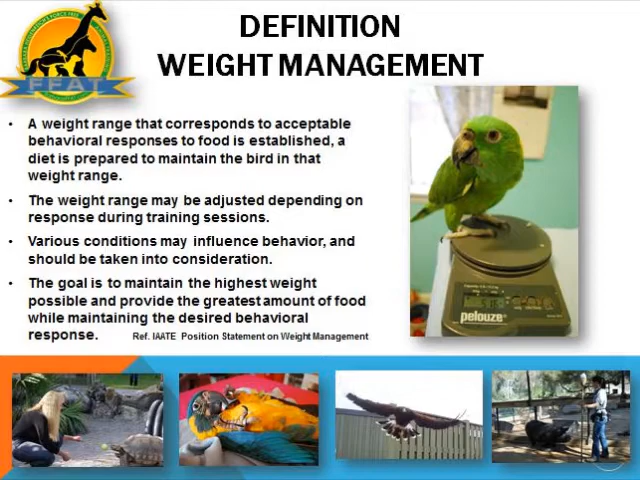 FFAT
DEFINITION
WEIGHT MANAGEMENT
• A weight range that corresponds to acceptable
behavioral responses to food is established, a
diet is prepared to maintain the bird in that
weight range.
• The weight range may be adjusted depending on
response during training sessions.
• Various conditions may influence behavior, and
should be taken into consideration.
• The goal is to maintain the highest weight
possible and provide the greatest amount of food
while maintaining the desired behavioral
response. Ref. IAATE Position Statement on Weight Management
pelouze